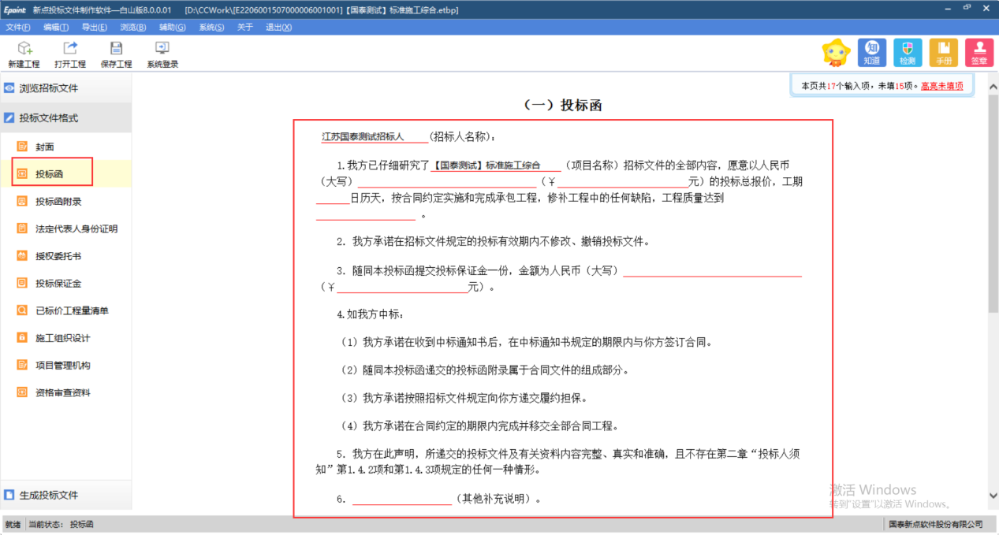 Epoint 新点投标文件制作软件—白山版8.0.0.01 [D:\CCWork\[E2206001507000006001001]【国泰测试】标准施工综合.etbp]
文件(F) 编辑(T) 导出(E) 浏览(B) 辅助(G) 系统(S) 关于 退出(X)
新建工程 打开工程 保存工程 系统登录
知 知道 检测 手册 签章
浏览招标文件
投标文件格式
封面
投标函
投标函附录
法定代表人身份证明
授权委托书
投标保证金
已标价工程量清单
施工组织设计
项目管理机构
资格审查资料
生成投标文件
本页共17个输入项，未填15项。高亮未填项
（一）投标函
江苏国泰测试招标人 （招标人名称）：
1.我方已仔细研究了【国泰测试】标准施工综合 （项目名称）招标文件的全部内容，愿意以人民币
（大写） （￥ 元）的投标总报价，工期
日历天，按合同约定实施和完成承包工程，修补工程中的任何缺陷，工程质量达到
。
2．我方承诺在招标文件规定的投标有效期内不修改、撤销投标文件。
3．随同本投标函提交投标保证金一份，金额为人民币（大写）
（￥ 元）。
4.如我方中标：
（1）我方承诺在收到中标通知书后，在中标通知书规定的期限内与你方签订合同。
（2）随同本投标函递交的投标函附录属于合同文件的组成部分。
（3）我方承诺按照招标文件规定向你方递交履约担保。
（4）我方承诺在合同约定的期限内完成并移交全部合同工程。
5．我方在此声明，所递交的投标文件及有关资料内容完整、真实和准确，且不存在第二章“投标人须
知”第1.4.2项和第1.4.3项规定的任何一种情形。
6． （其他补充说明）。
激活 Windows
转到"设置"以激活 Windows。
就绪 当前状态： 投标函 国泰新点软件股份有限公司